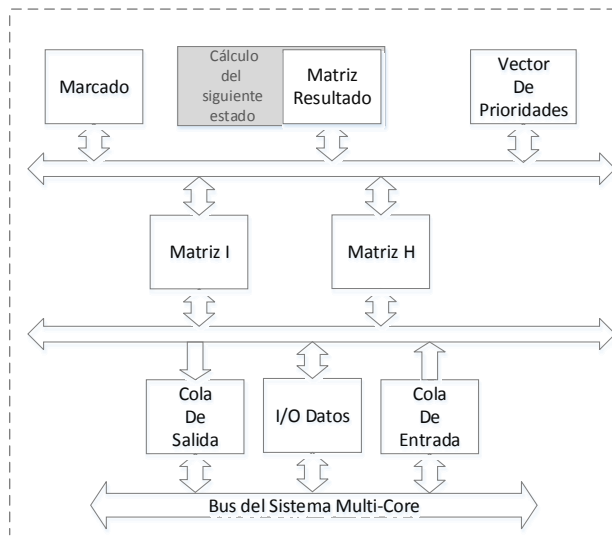 Marcado
Cálculo
del
siguiente
estado
Matriz
Resultado
Vector
De
Prioridades
Matriz I
Matriz H
Cola
De
Salida
I/O Datos
Cola
De
Entrada
Bus del Sistema Multi-Core